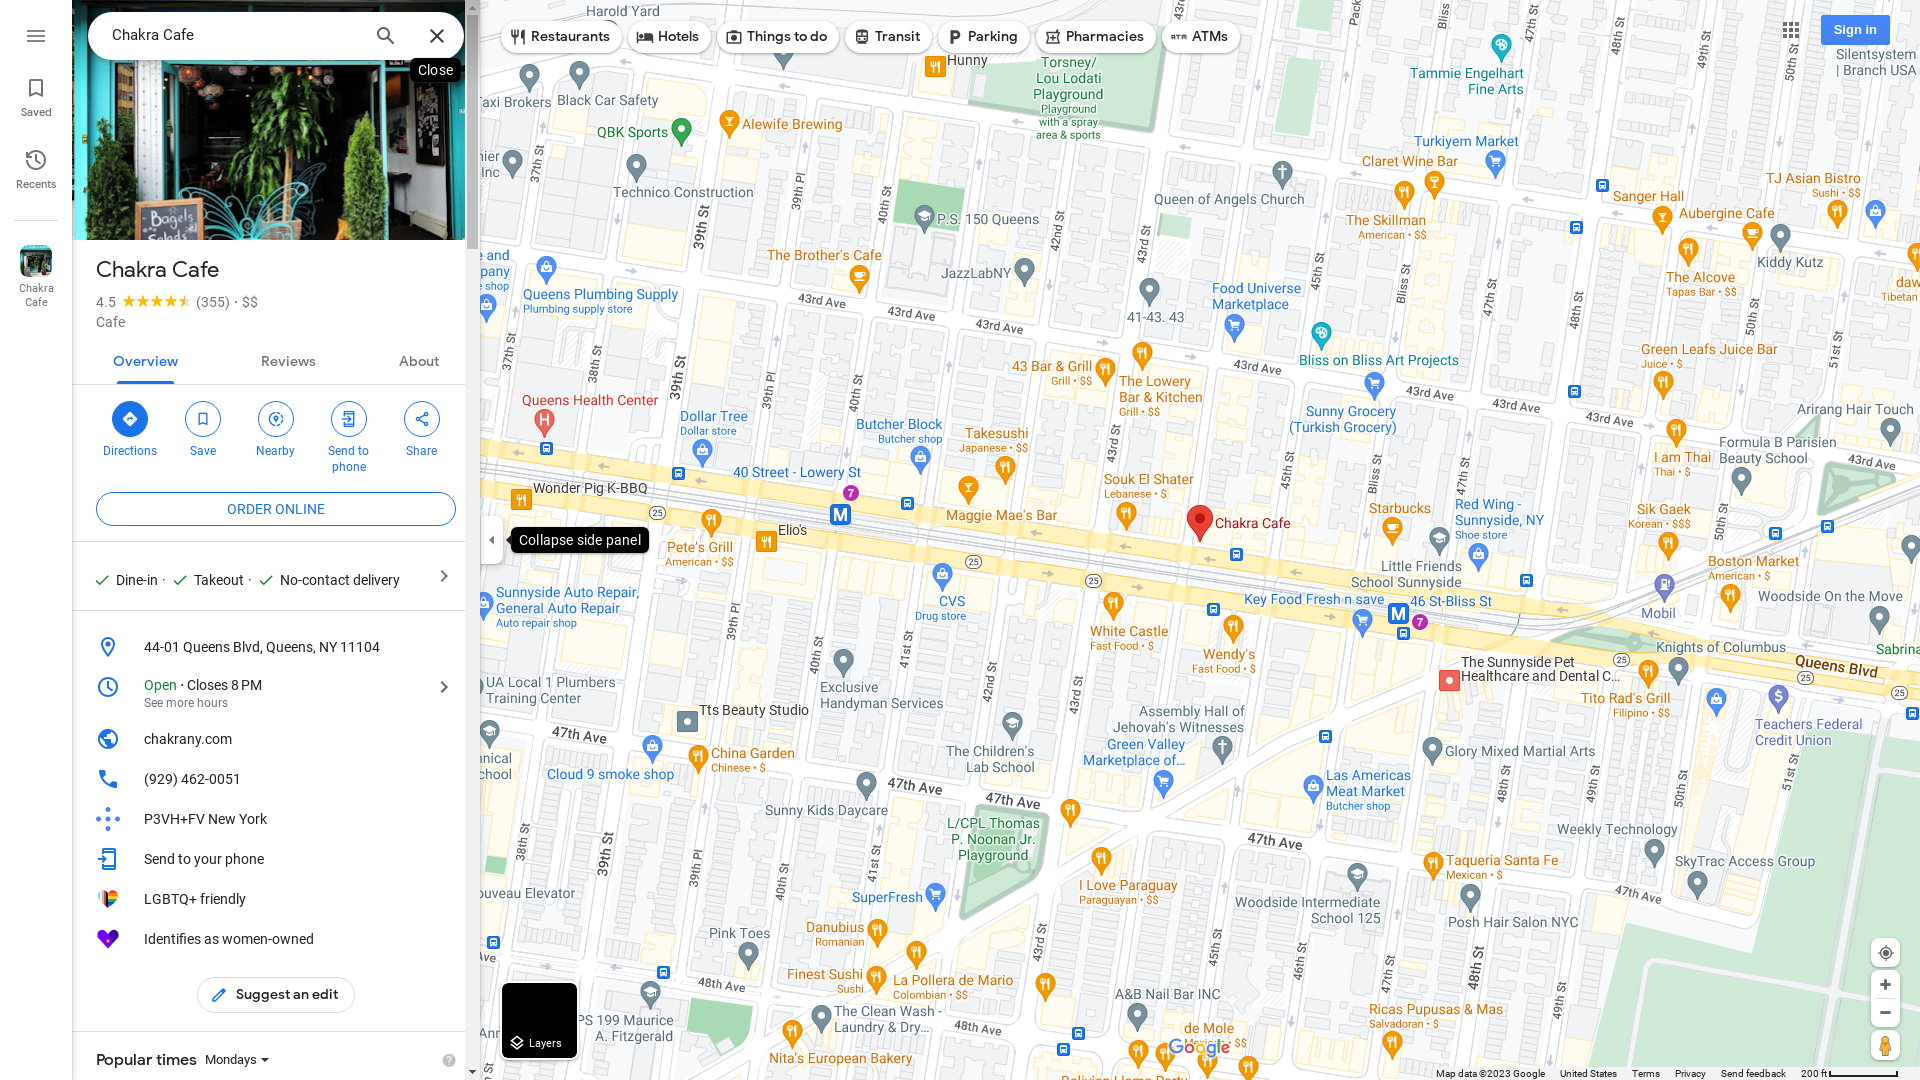 Chakra Cafe
Close
Saved
Recents
Chakra
Cafe
Bagels
Salads
Chakra Cafe
4.5 (355) · $$
Cafe
Overview
Reviews
About
Directions
Save
Nearby
Send to
phone
Share
ORDER ONLINE
Dine-in · Takeout · No-contact delivery
44-01 Queens Blvd, Queens, NY 11104
Open · Closes 8 PM
See more hours
chakrany.com
(929) 462-0051
P3VH+FV New York
Send to your phone
LGBTQ+ friendly
Identifies as women-owned
Suggest an edit
Popular times Mondays
Restaurants
Hotels
Things to do
Transit
Parking
Pharmacies
ATMs
Sign in
Collapse side panel
Layers
Harold Yard
Hunny
Torsney/
Lou Lodati
Playground
Playground
with a spray
area & sports
Tammie Engelhart
Fine Arts
Silentsystem
| Branch USA
Taxi Brokers
Black Car Safety
QBK Sports
Alewife Brewing
Turkiyem Market
Claret Wine Bar
Technico Construction
Queen of Angels Church
The Skillman
American • $$
Sanger Hall
TJ Asian Bistro
Sushi • $$
Aubergine Cafe
Kiddy Kutz
P.S. 150 Queens
The Brother's Cafe
JazzLabNY
Queens Plumbing Supply
Plumbing supply store
41-43. 43
Food Universe
Marketplace
The Alcove
Tapas Bar • $$
Bliss on Bliss Art Projects
Green Leafs Juice Bar
Juice • $
43 Bar & Grill
Grill • $$
The Lowery
Bar & Kitchen
Grill • $$
Queens Health Center
Dollar Tree
Dollar store
Butcher Block
Butcher shop
Takesushi
Japanese • $$
Sunny Grocery
(Turkish Grocery)
Arirang Hair Touch
Formula B Parisien
Beauty School
I am Thai
Thai • $
40 Street - Lowery St
Wonder Pig K-BBQ
Souk El Shater
Lebanese • $
Maggie Mae's Bar
Elio's
Pete's Grill
American • $$
Chakra Cafe
Starbucks
Red Wing -
Sunnyside, NY
Shoe store
Sik Gaek
Korean • $$$
Boston Market
American • $
Little Friends
School Sunnyside
Woodside On the Move
Mobil
CVS
Drug store
Sunnyside Auto Repair,
General Auto Repair
Auto repair shop
Key Food Fresh n save
46 St-Bliss St
White Castle
Fast Food • $
Wendy's
Fast Food • $
Knights of Columbus
Queens Blvd
The Sunnyside Pet
Healthcare and Dental C...
Tito Rad's Grill
Filipino • $$
Teachers Federal
Credit Union
UA Local 1 Plumbers
Training Center
Exclusive
Handyman Services
Tts Beauty Studio
Assembly Hall of
Jehovah's Witnesses
Green Valley
Marketplace of...
The Children's
Lab School
China Garden
Chinese • $
Cloud 9 smoke shop
Glory Mixed Martial Arts
Las Americas
Meat Market
Butcher shop
Sunny Kids Daycare
L/CPL Thomas
P. Noonan Jr.
Playground
Weekly Technology
SkyTrac Access Group
Taqueria Santa Fe
Mexican • $
I Love Paraguay
Paraguayan • $$
SuperFresh
Woodside Intermediate
School 125
Posh Hair Salon NYC
Danubius
Romanian
Pink Toes
Finest Sushi
Sushi
La Pollera de Mario
Colombian • $$
A&B Nail Bar INC
Ricas Pupusas & Mas
Salvadoran • $
PS 199 Maurice
A. Fitzgerald
The Clean Wash -
Laundry & Dry...
Nita's European Bakery
de Mole
43rd Ave
47th Ave
48th Ave
37th St
38th St
39th St
39th Pl
40th St
41st St
42nd St
43rd St
45th St
46th St
Bliss St
47th St
48th St
49th St
50th St
51st St
Google
Map data ©2023 Google
United States
Terms
Privacy
Send feedback
200 ft